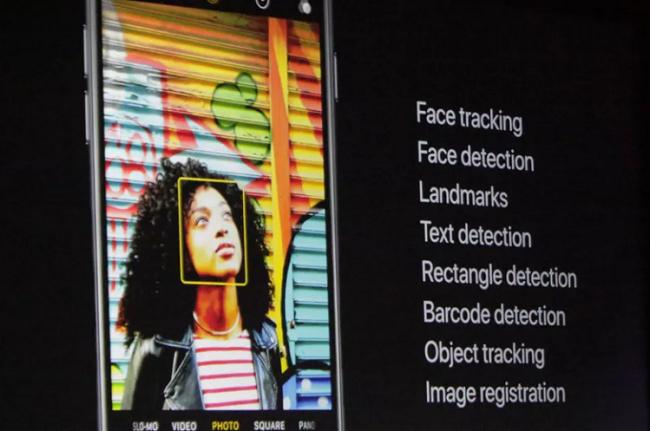 Face tracking
Face detection
Landmarks
Text detection
Rectangle detection
Barcode detection
Object tracking
Image registration
SLO-MO VIDEO PHOTO SQUARE PANO